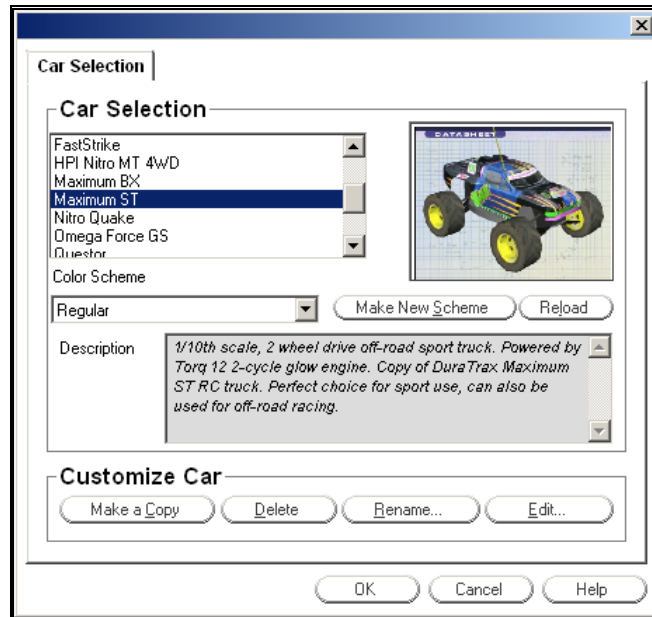 Car Selection
Car Selection
FastStrike
HPI Nitro MT 4WD
Maximum BX
Maximum ST
Nitro Quake
Omega Force GS
Questor
DATASHEET
Color Scheme
Regular
Make New Scheme
Reload
Description
1/10th scale, 2 wheel drive off-road sport truck. Powered by
Torq 12 2-cycle glow engine. Copy of DuraTrax Maximum
ST RC truck. Perfect choice for sport use, can also be
used for off-road racing.
Customize Car
Make a Copy
Delete
Rename...
Edit...
OK
Cancel
Help